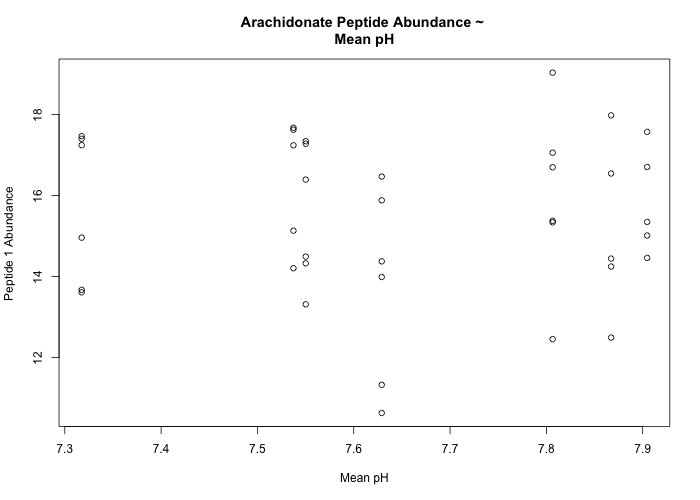 Arachidonate Peptide Abundance ~
Mean pH
Peptide 1 Abundance
18
16
14
12
7.3 7.4 7.5 7.6 7.7 7.8 7.9
Mean pH